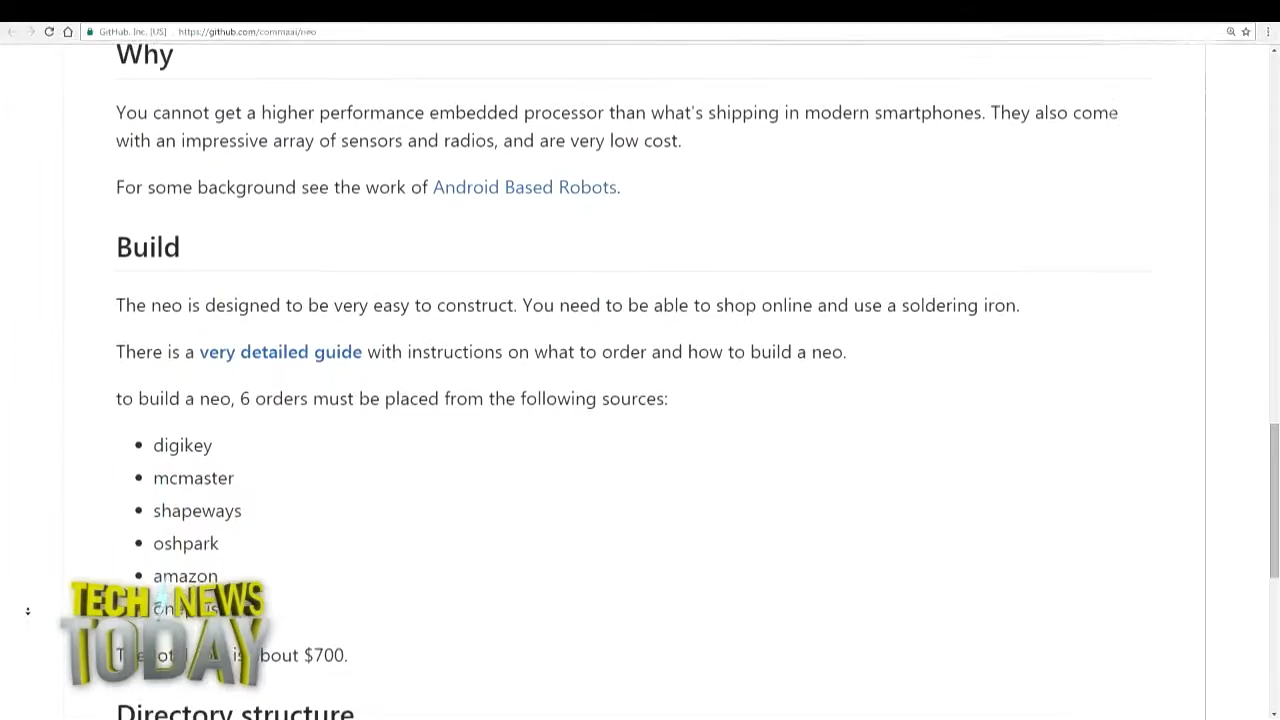 GitHub, Inc. [US] https://github.com/commaai/neo
Why
You cannot get a higher performance embedded processor than what's shipping in modern smartphones. They also come
with an impressive array of sensors and radios, and are very low cost.
For some background see the work of Android Based Robots.
Build
The neo is designed to be very easy to construct. You need to be able to shop online and use a soldering iron.
There is a very detailed guide with instructions on what to order and how to build a neo.
to build a neo, 6 orders must be placed from the following sources:
digikey
mcmaster
shapeways
oshpark
amazon
TECH NEWS
TODAY
$700.
Directory structure